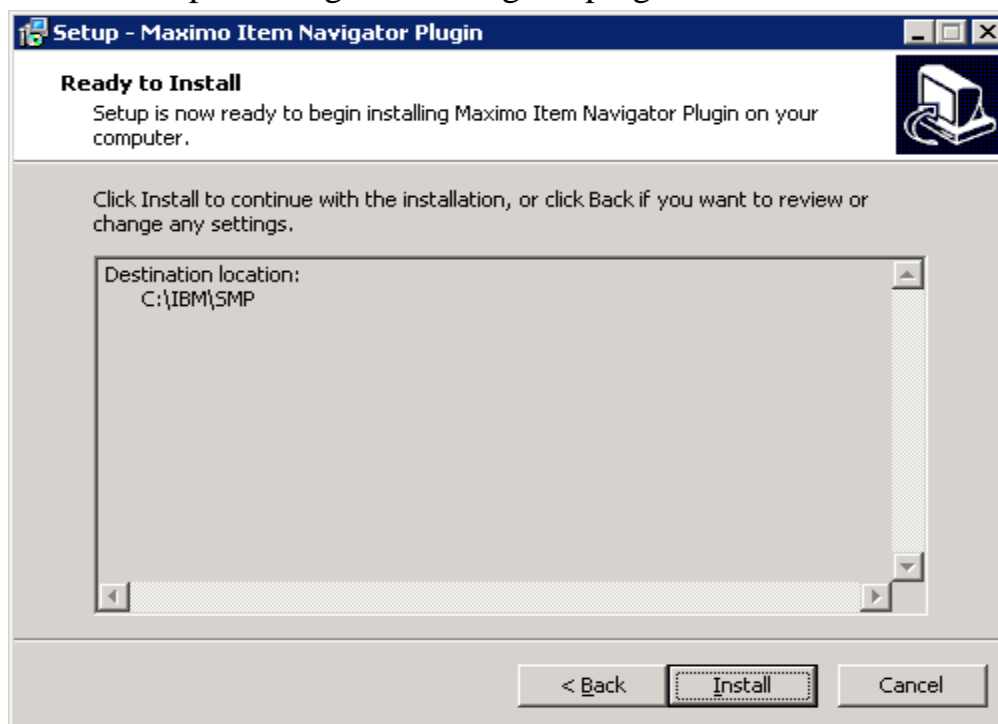 Setup - Maximo Item Navigator Plugin
Ready to Install
Setup is now ready to begin installing Maximo Item Navigator Plugin on your
computer.
Click Install to continue with the installation, or click Back if you want to review or
change any settings.
Destination location:
C:\IBM\SMP
< Back Install Cancel